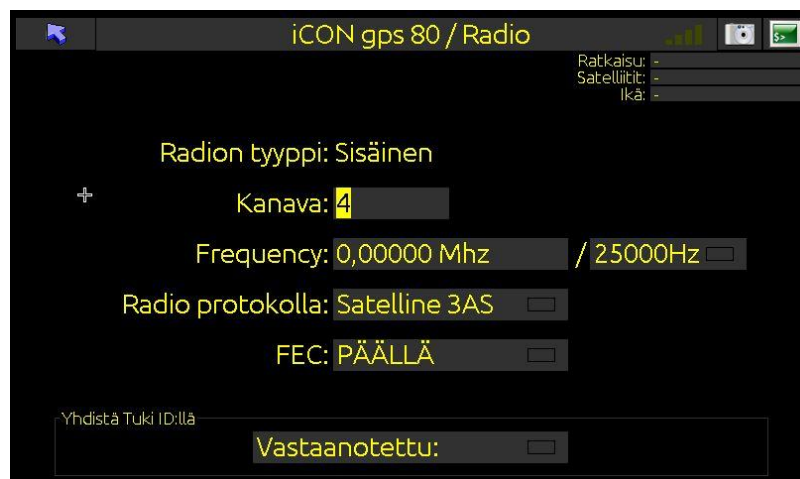 iCON gps 80 / Radio
Ratkaisu: -
Satelliitit: -
Ikä: -
Radion tyyppi: Sisäinen
Kanava: 4
Frequency: 0,00000 Mhz / 25000Hz
Radio protokolla: Satelline 3AS
FEC: PÄÄLLÄ
Yhdistä Tuki ID:llä
Vastaanotettu: